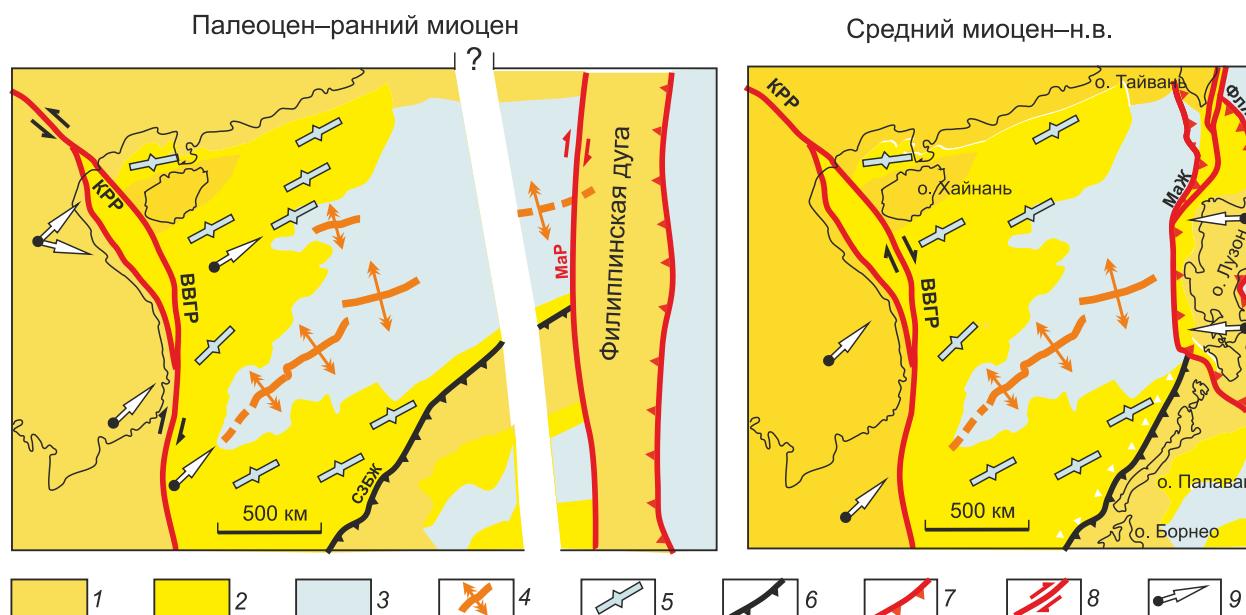 Палеоцен–ранний миоцен
?
КРР
ВВГР
МаР
Филиппинская дуга
СЗБЖ
500 км
Средний миоцен–н.в.
КРР
о. Тайвань
о. Хайнань
МаЖ
о. Лузон
ВВГР
500 км
о. Борнео
1
2
3
4
5
6
7
8
9